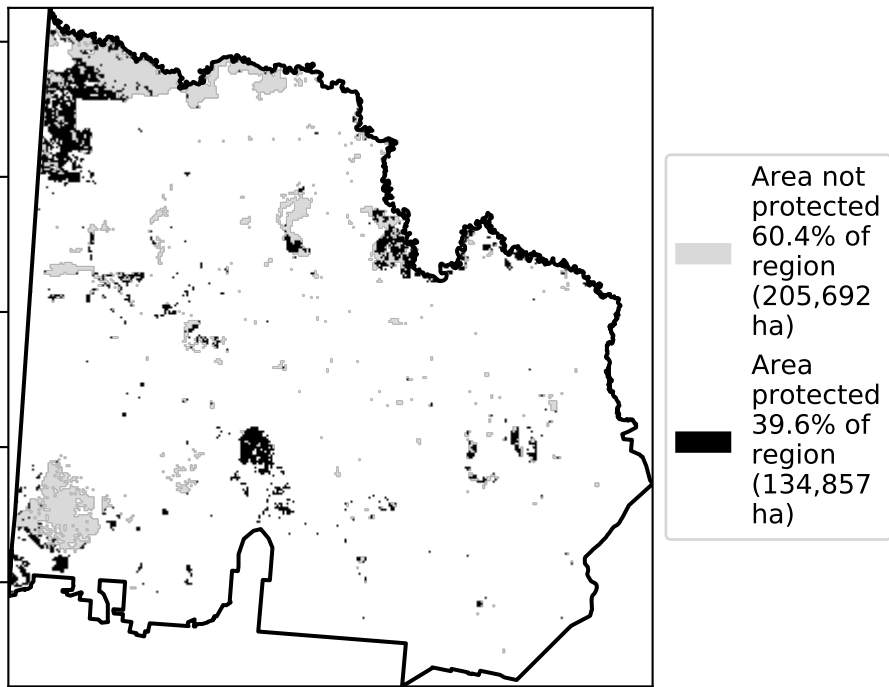 Area not
protected
60.4% of
region
(205,692
ha)
Area
protected
39.6% of
region
(134,857
ha)